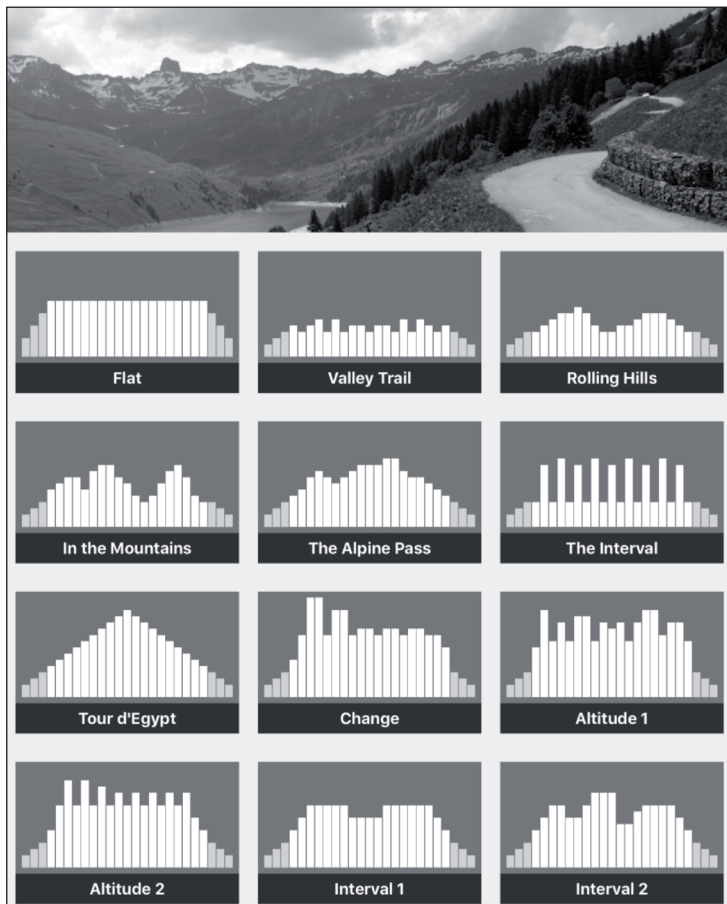 Flat
Valley Trail
Rolling Hills
In the Mountains
The Alpine Pass
The Interval
Tour d'Egypt
Change
Altitude 1
Altitude 2
Interval 1
Interval 2